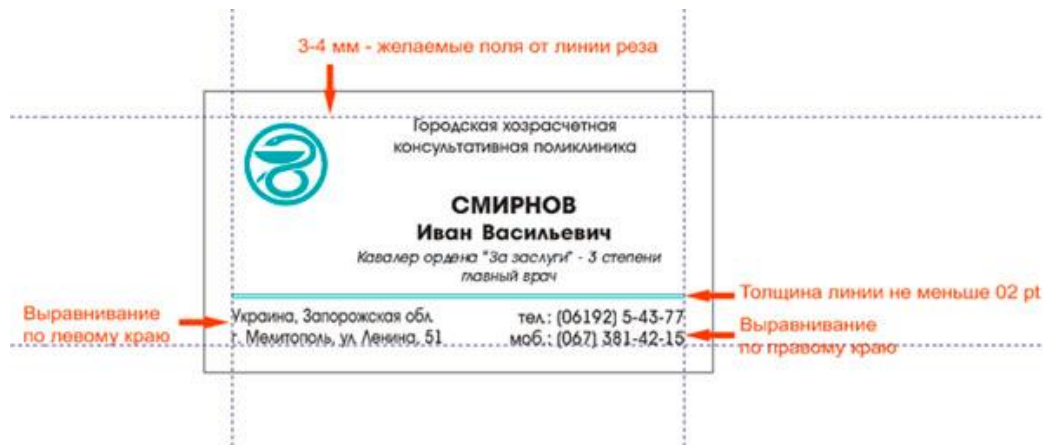 3-4 мм - желаемые поля от линии реза
Городская хозрасчетная
консультативная поликлиника
СМИРНОВ
Иван Васильевич
Кавалер ордена "За заслуги" - 3 степени
главный врач
Толщина линии не меньше 02 pt
Выравнивание
по левому краю
Украина, Запорожская обл.
г. Мелитополь, ул. Ленина, 51
тел.: (06192) 5-43-77
моб.: (067) 381-42-15
Выравнивание
по правому краю